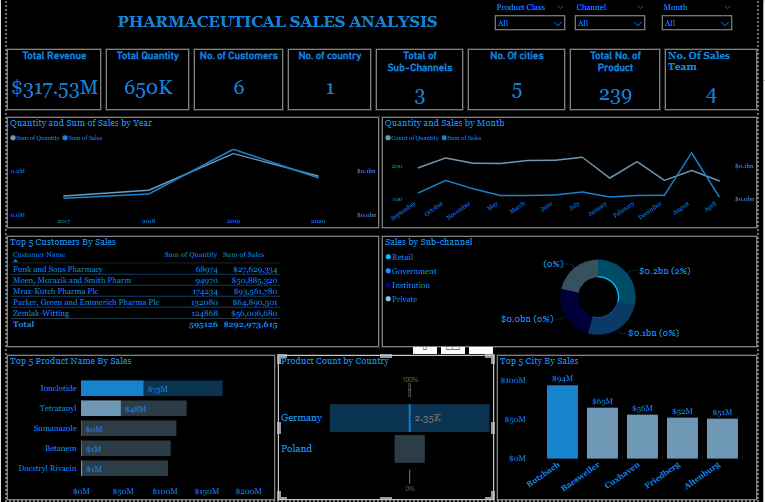 PHARMACEUTICAL SALES ANALYSIS
Product Class
Channel
Month
All
All
All
Total Revenue
$317.53M
Total Quantity
650K
No. of Customers
6
No. of country
1
Total of
Sub-Channels
3
No. Of cities
5
Total No. of
Product
239
No. Of Sales
Team
4
Quantity and Sum of Sales by Year
Sum of Quantity Sum of Sales
0.2M
0.0M
$0.1bn
$0.0bn
2017 2018 2019 2020
Quantity and Sales by Month
Count of Quantity Sum of Sales
200
100
$0.1bn
$0.0bn
September October November May March June July January February December August April
Top 5 Customers By Sales
Customer Name Sum of Quantity Sum of Sales
Funk and Sons Pharmacy 68974 $27,629,334
Moen, Murazik and Smith Pharm 94970 $50,885,320
Mraz-Kutch Pharma Plc 174234 $93,561,780
Parker, Green and Emmerich Pharma Plc 132080 $64,890,501
Zemlak-Witting 124868 $56,006,680
Total 595126 $292,973,615
Sales by Sub-channel
Retail
Government
Institution
Private
(0%)
$0.2bn (2%)
$0.0bn (0%)
$0.1bn (0%)
Top 5 Product Name By Sales
Ionclotide $75M
Tetratanyl $48M
Sumanazole $0M
Betanem $1M
Doestryl Rivacin $1M
$0M $50M $100M $150M $200M
Product Count by Country
100%
Germany 2.35K
Poland
0%
Top 5 City By Sales
$100M
$50M
$0M
$94M
$65M
$56M
$52M
$51M
Butzbach Baesweiler Cuxhaven Friedberg Altenburg